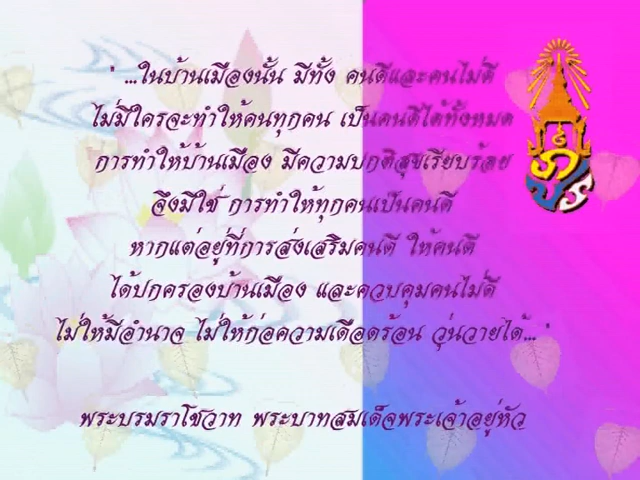 " ...ในบ้านเมืองนั้น มีทั้ง คนดีและคนไม่ดี
ไม่มีใครจะทำให้คนทุกคน เป็นคนดีได้ทั้งหมด
การทำให้บ้านเมือง มีความปกติสุขเรียบร้อย
จึงมิใช่ การทำให้ทุกคนเป็นคนดี
หากแต่อยู่ที่การส่งเสริมคนดี ให้คนดี
ได้ปกครองบ้านเมือง และควบคุมคนไม่ดี
ไม่ให้มีอำนาจ ไม่ให้ก่อความเดือดร้อน วุ่นวายได้... "
พระบรมราโชวาท พระบาทสมเด็จพระเจ้าอยู่หัว